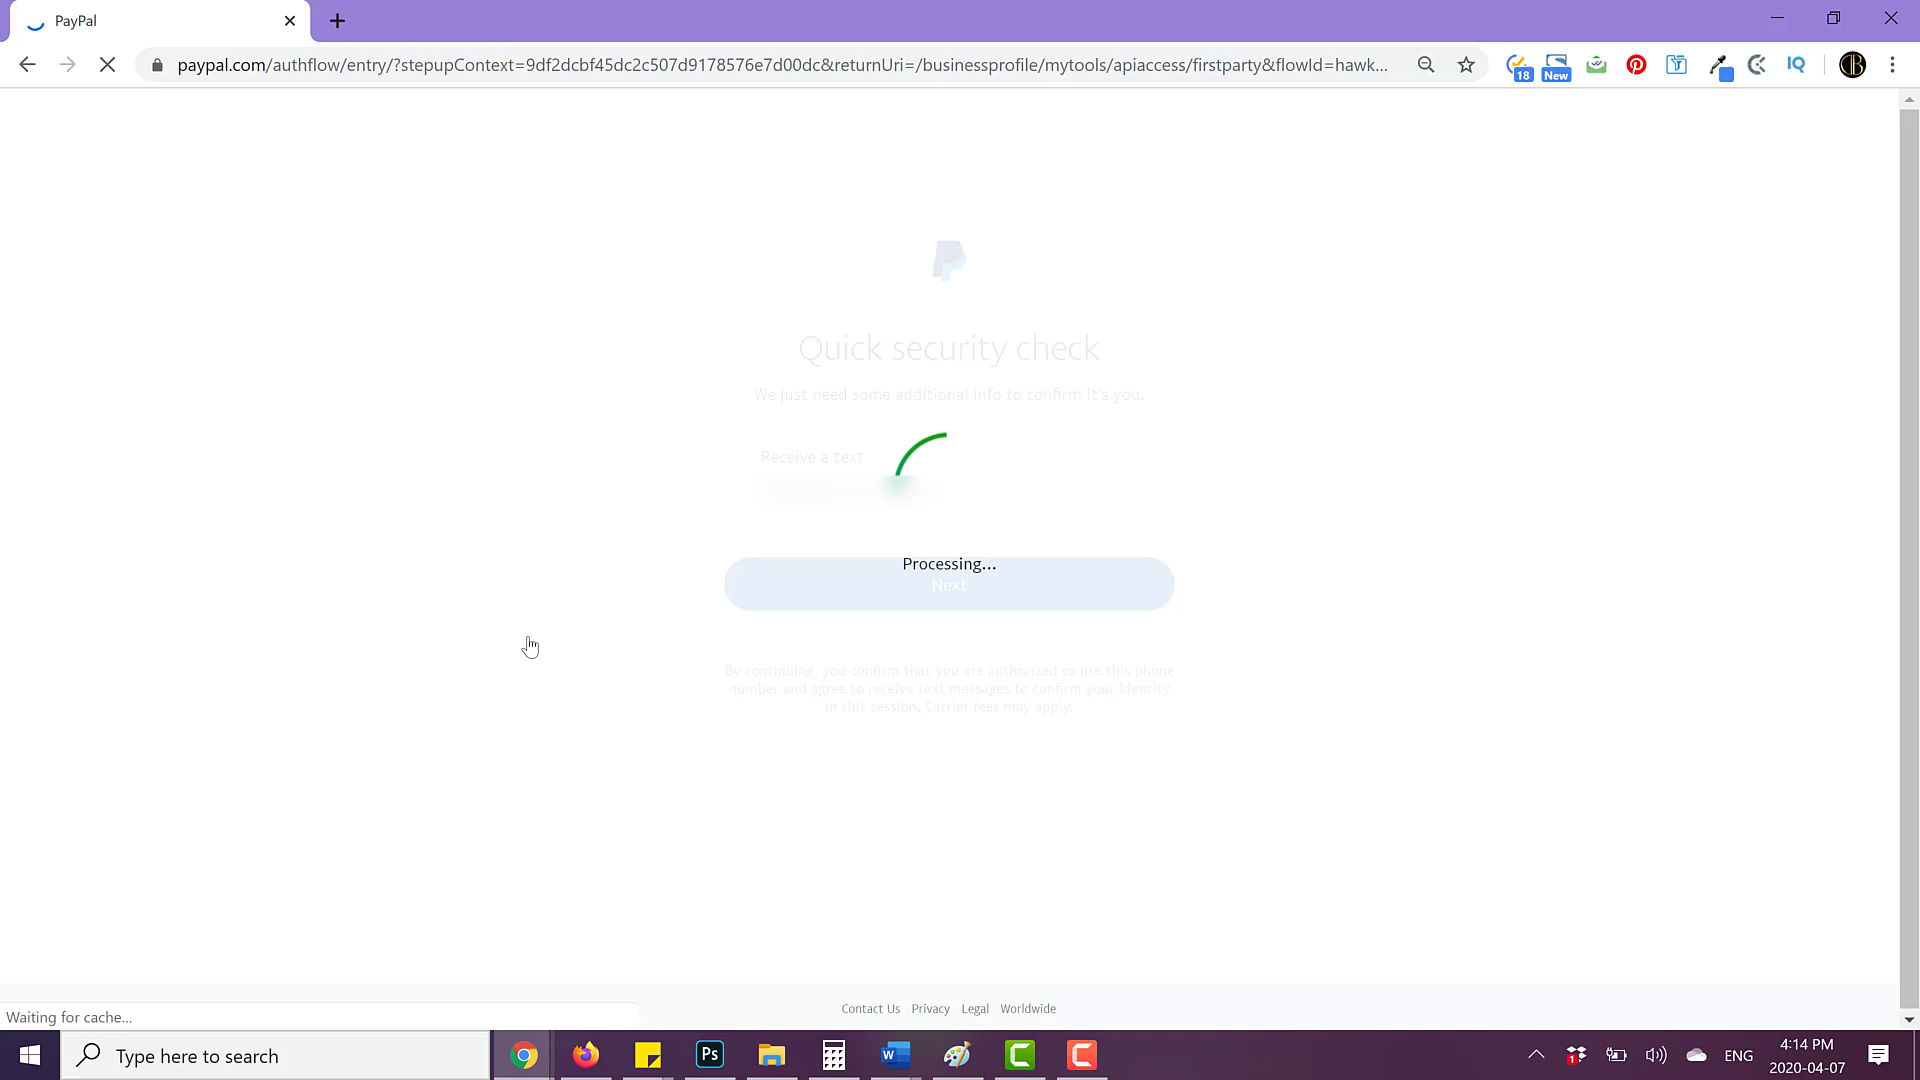 PayPal
paypal.com/authflow/entry/?stepupContext=9df2dcbf45dc2c507d9178576e7d00dc&returnUri=/businessprofile/mytools/apiaccess/firstparty&flowId=hawk...
18
New
IQ
Quick security check
We just need some additional info to confirm it's you.
Receive a text
Processing...
Next
By continuing, you confirm that you are authorized to use this phone
number and agree to receive text messages to confirm your identity
in this session. Carrier fees may apply.
Contact Us Privacy Legal Worldwide
Waiting for cache...
Type here to search
Ps
W
1
ENG
4:14 PM
2020-04-07